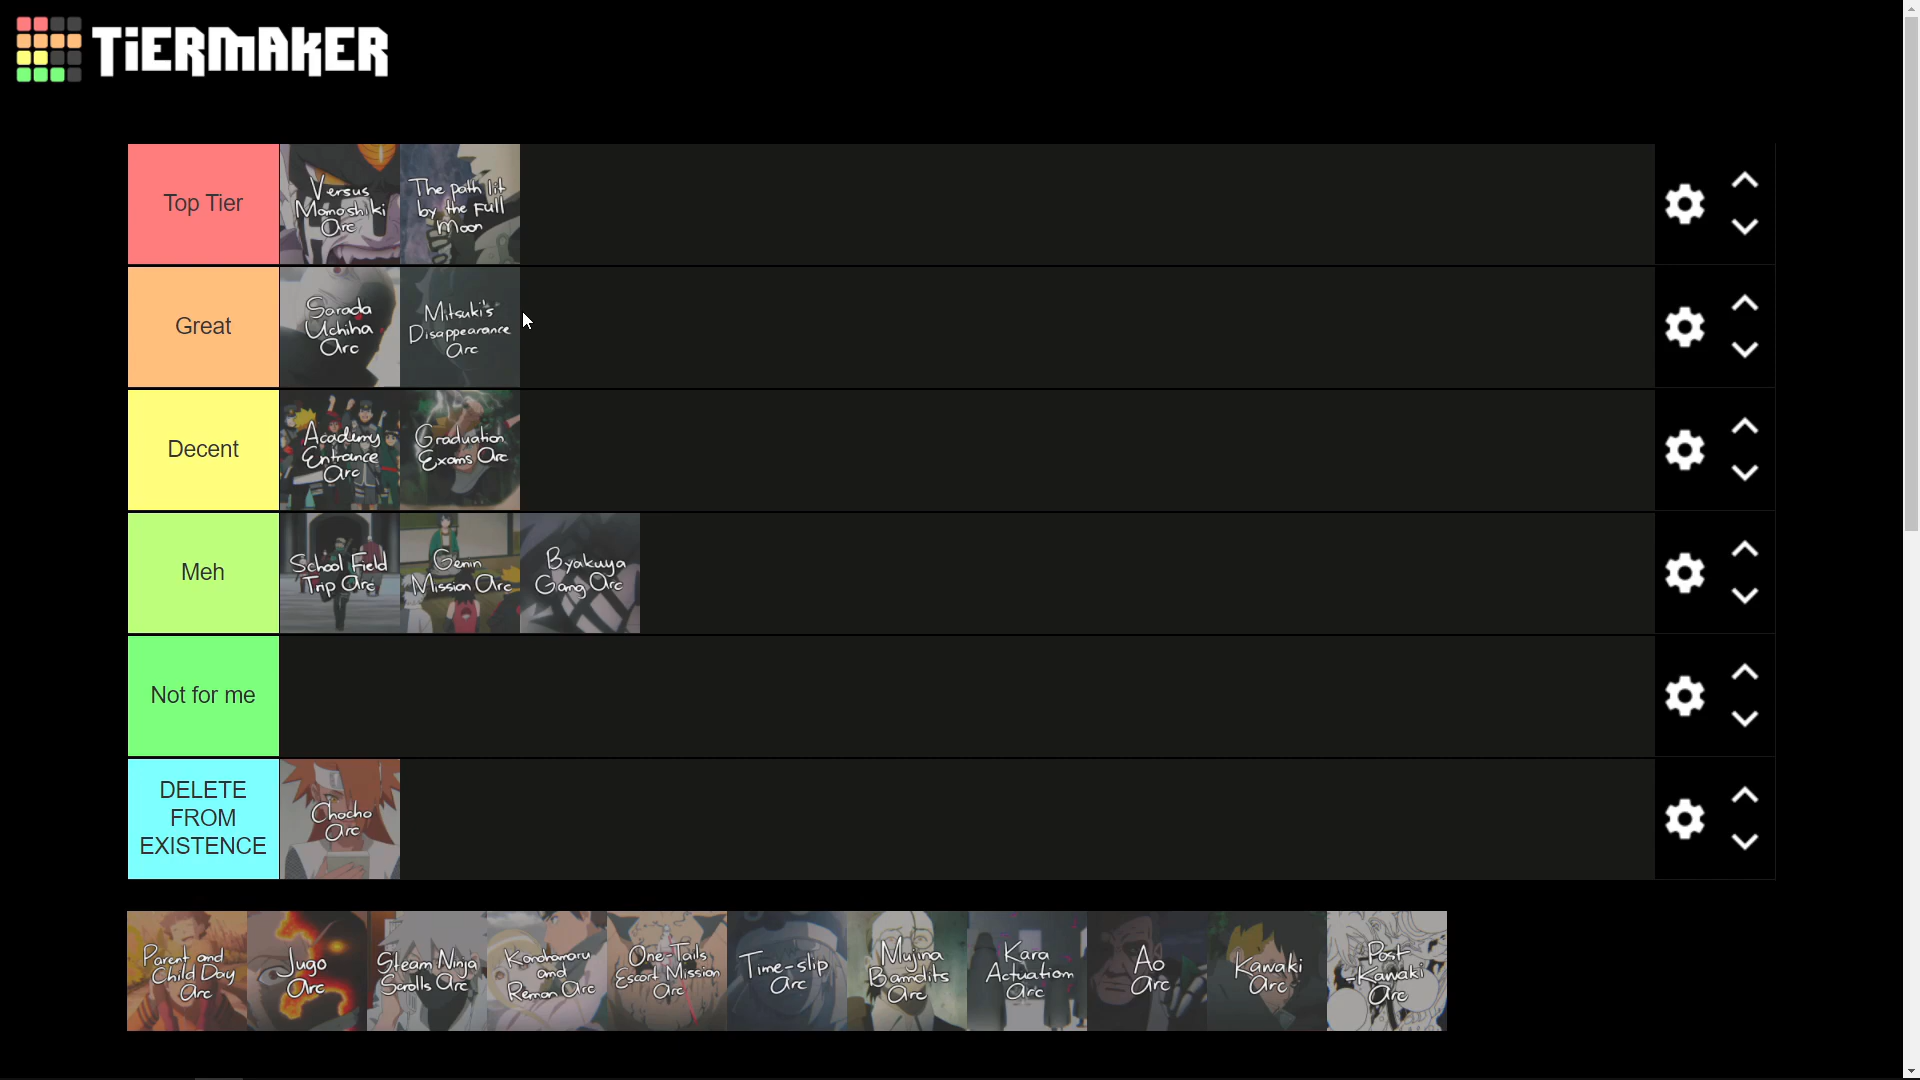 TiERMAKER
Top Tier
Versus
Momoshiki
Arc
The path lit
by the Full
Moon
Great
Sarada
Uchiha
Arc
Mitsuki's
Disappearance
Arc
Decent
Academy
Entrance
Arc
Graduation
Exams Arc
Meh
School Field
Trip Arc
Genin
Mission Arc
Byakuya
Gang Arc
Not for me
DELETE
FROM
EXISTENCE
Chocho
Arc
Parent and
Child Day
Arc
Jugo
Arc
Steam Ninja
Scrolls Arc
Konohamaru
and
Remon Arc
One-Tails
Escort Mission
Arc
Time-slip
Arc
Mujina
Bandits
Arc
Kara
Actuation
Arc
Ao
Arc
Kawaki
Arc
Post
-Kawaki
Arc